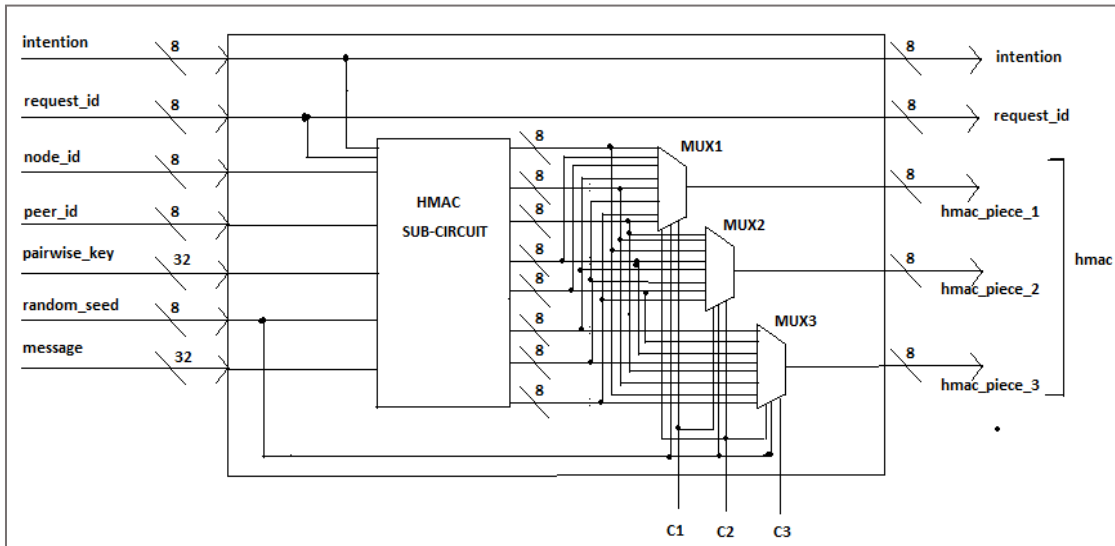 intention
8
8
intention
request_id
8
8
request_id
node_id
8
8
MUX1
8
peer_id
8
8
HMAC
SUB-CIRCUIT
8
hmac_piece_1
MUX2
pairwise_key
32
8
8
hmac
hmac_piece_2
random_seed
8
8
MUX3
message
32
8
8
8
hmac_piece_3
8
C1
C2
C3